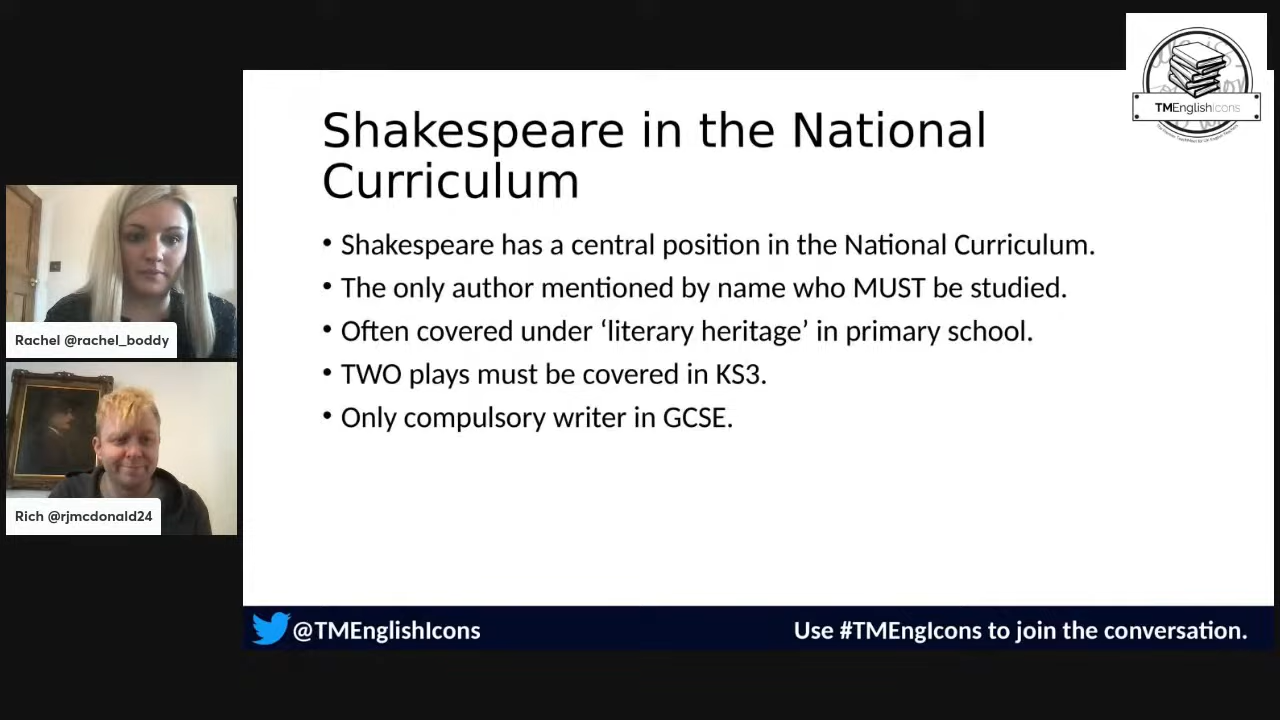 TMEnglishIcons
Shakespeare in the National
Curriculum
• Shakespeare has a central position in the National Curriculum.
• The only author mentioned by name who MUST be studied.
• Often covered under ‘literary heritage’ in primary school.
• TWO plays must be covered in KS3.
• Only compulsory writer in GCSE.
Rachel @rachel_boddy
Rich @rjmcdonald24
@TMEnglishIcons
Use #TMEngIcons to join the conversation.